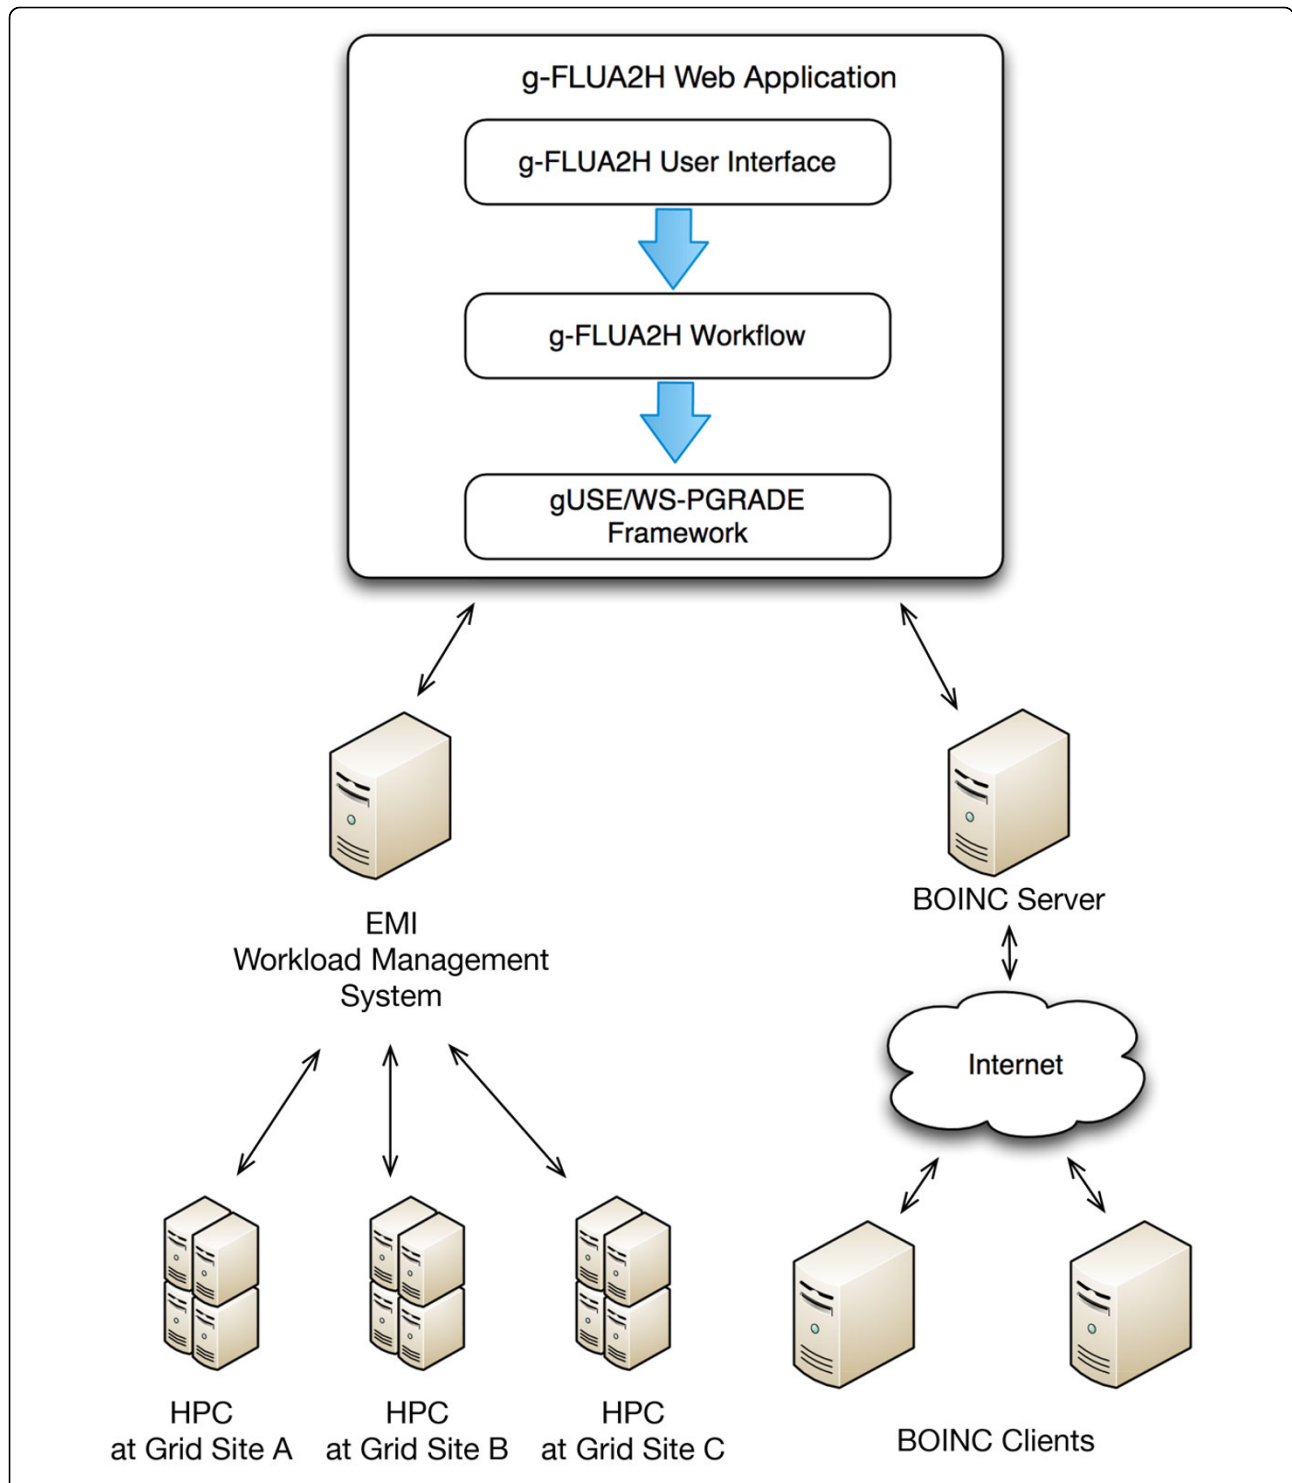 g-FLUA2H Web Application
g-FLUA2H User Interface
g-FLUA2H Workflow
gUSE/WS-PGRADE
Framework
EMI
Workload Management
System
BOINC Server
Internet
HPC
at Grid Site A
HPC
at Grid Site B
HPC
at Grid Site C
BOINC Clients